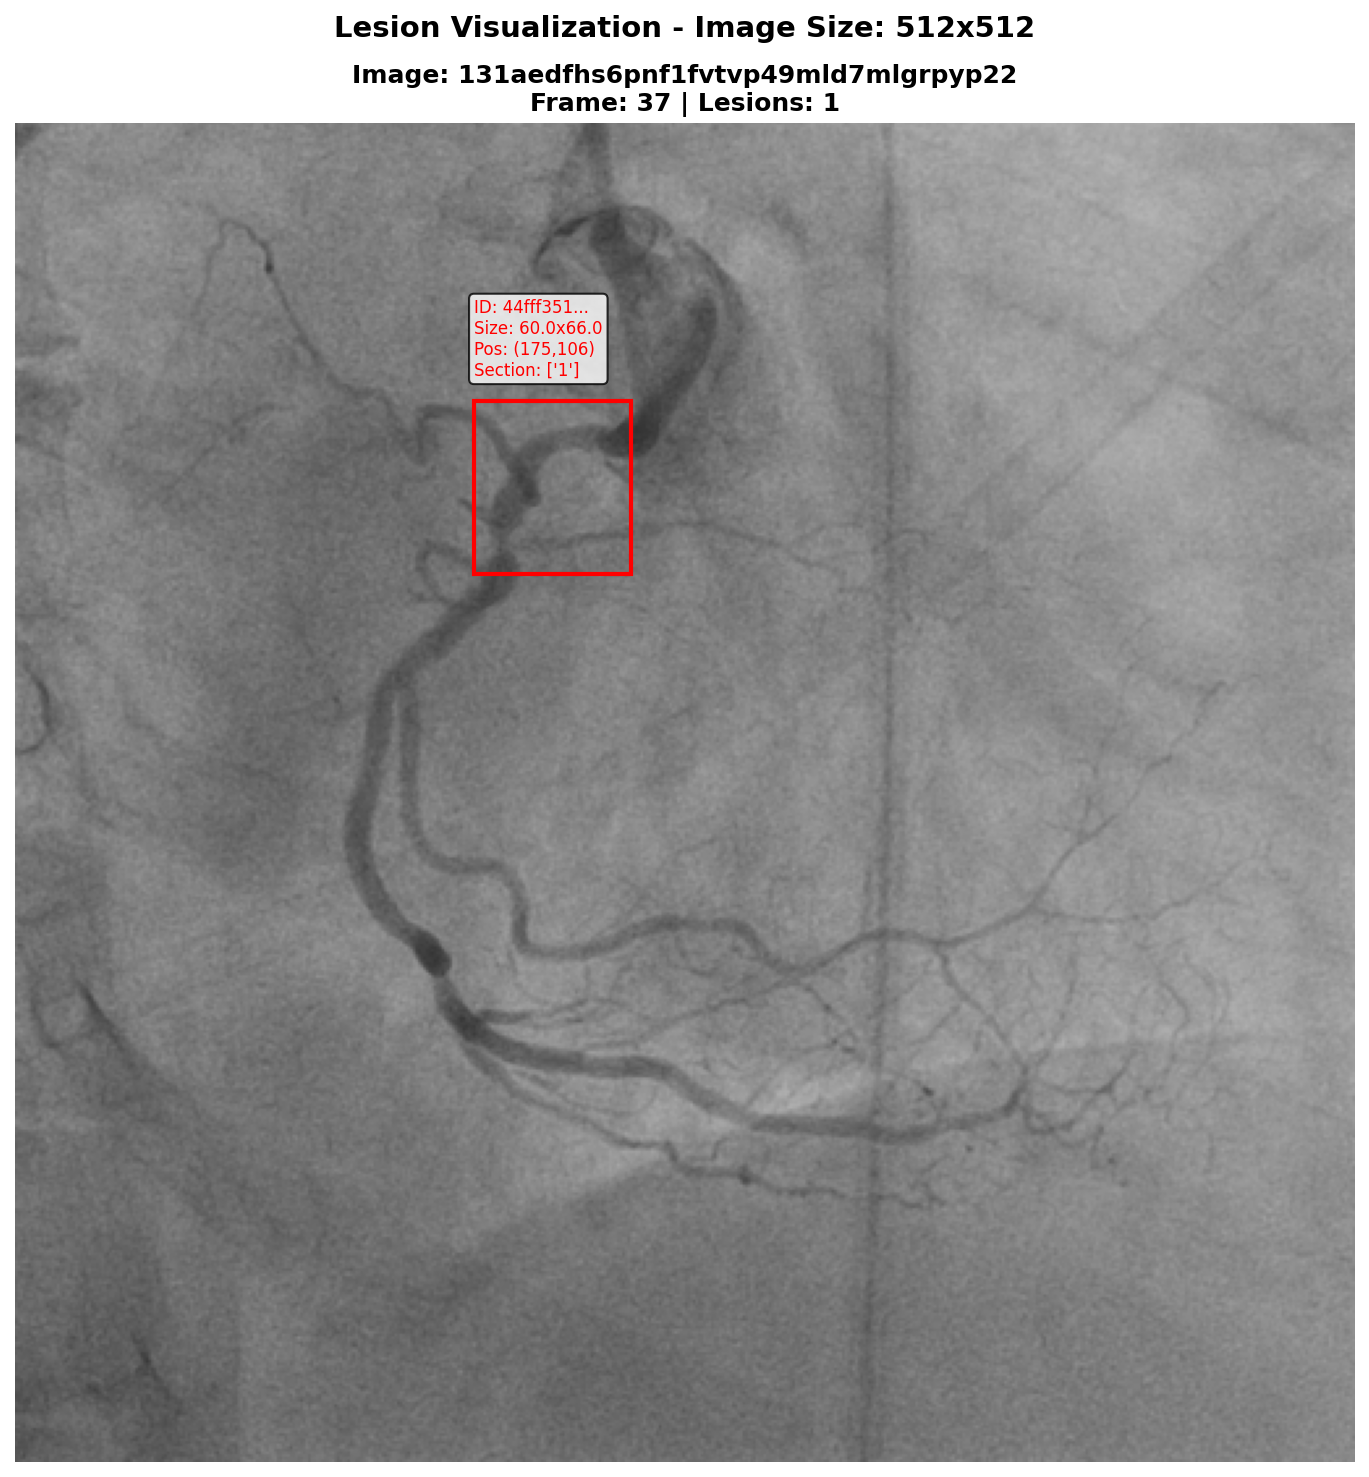 Lesion Visualization - Image Size: 512x512
Image: 131aedfhs6pnf1fvtvp49mld7mlgrpyp22
Frame: 37 | Lesions: 1
ID: 44fff351...
Size: 60.0x66.0
Pos: (175,106)
Section: ['1']